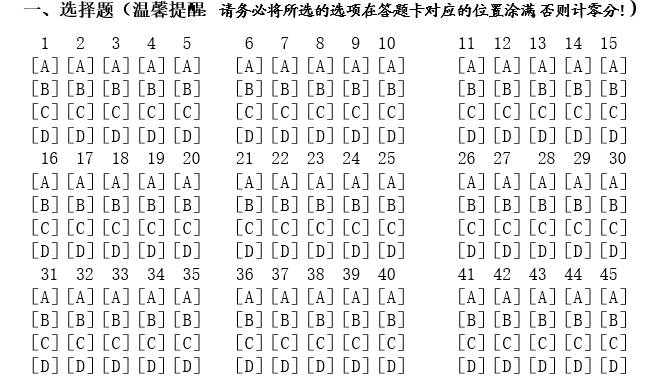 一、选择题（温馨提醒: 请务必将所选的选项在答题卡对应的位置涂满,否则计零分!）
1 2 3 4 5 6 7 8 9 10 11 12 13 14 15
[A] [A] [A] [A] [A] [A] [A] [A] [A] [A] [A] [A] [A] [A] [A]
[B] [B] [B] [B] [B] [B] [B] [B] [B] [B] [B] [B] [B] [B] [B]
[C] [C] [C] [C] [C] [C] [C] [C] [C] [C] [C] [C] [C] [C] [C]
[D] [D] [D] [D] [D] [D] [D] [D] [D] [D] [D] [D] [D] [D] [D]
16 17 18 19 20 21 22 23 24 25 26 27 28 29 30
[A] [A] [A] [A] [A] [A] [A] [A] [A] [A] [A] [A] [A] [A] [A]
[B] [B] [B] [B] [B] [B] [B] [B] [B] [B] [B] [B] [B] [B] [B]
[C] [C] [C] [C] [C] [C] [C] [C] [C] [C] [C] [C] [C] [C] [C]
[D] [D] [D] [D] [D] [D] [D] [D] [D] [D] [D] [D] [D] [D] [D]
31 32 33 34 35 36 37 38 39 40 41 42 43 44 45
[A] [A] [A] [A] [A] [A] [A] [A] [A] [A] [A] [A] [A] [A] [A]
[B] [B] [B] [B] [B] [B] [B] [B] [B] [B] [B] [B] [B] [B] [B]
[C] [C] [C] [C] [C] [C] [C] [C] [C] [C] [C] [C] [C] [C] [C]
[D] [D] [D] [D] [D] [D] [D] [D] [D] [D] [D] [D] [D] [D] [D]